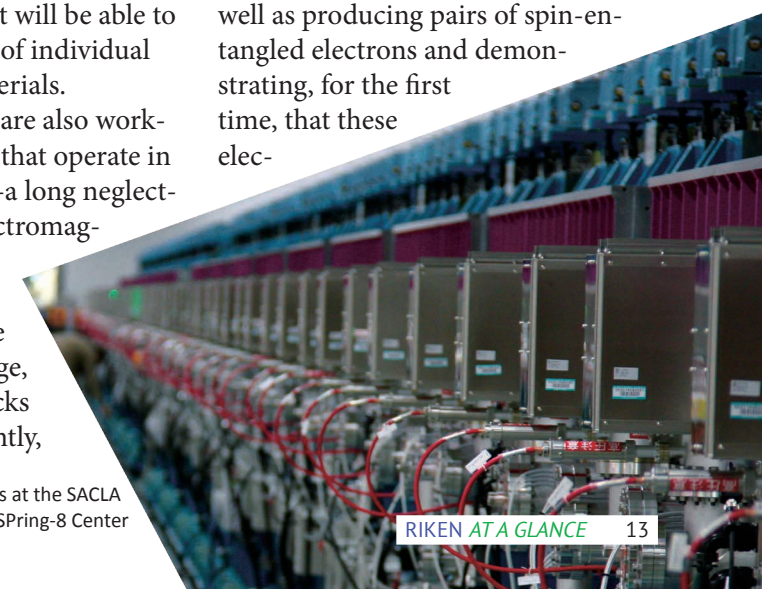 t will be able to
of individual
erials.
are also work-
that operate in
-a long neglect-
ctromag-
e
ge,
cks
ntly,
s at the SACLA
SPring-8 Center
well as producing pairs of spin-en-
tangled electrons and demon-
strating, for the first
time, that these
elec-
RIKEN AT A GLANCE 13